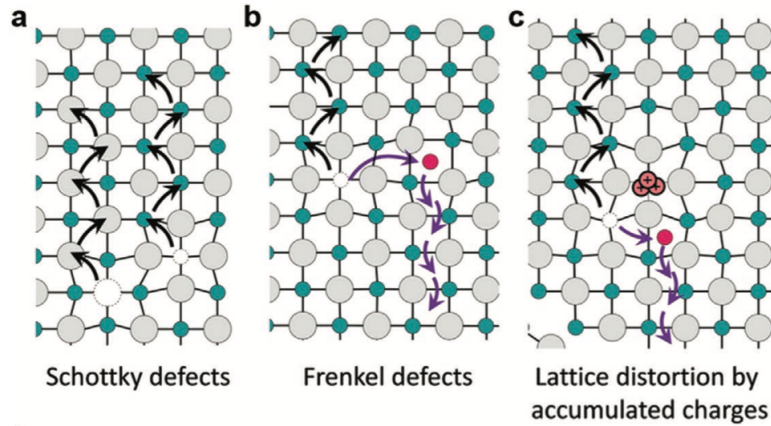 a
b
c
+
+ +
Schottky defects
Frenkel defects
Lattice distortion by
accumulated charges